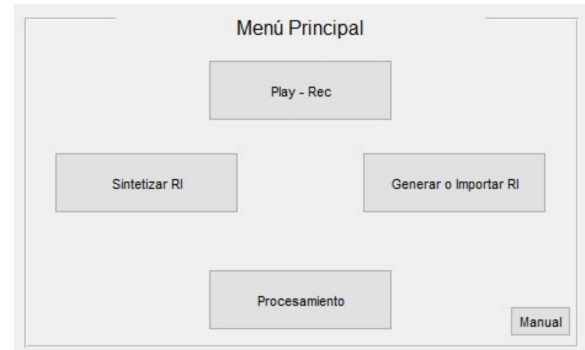 Menú Principal
Play - Rec
Sintetizar RI
Generar o Importar RI
Procesamiento
Manual